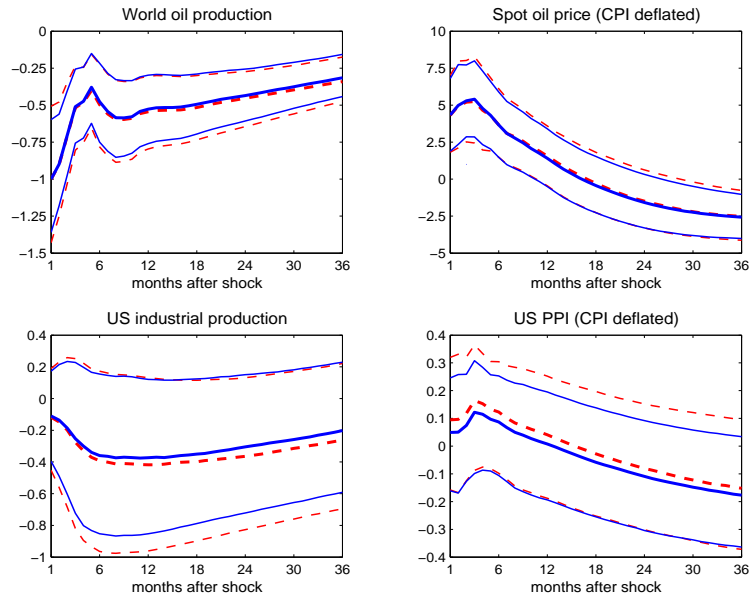 World oil production
0
−0.25
−0.5
−0.75
−1
−1.25
−1.5
1 6 12 18 24 30 36
months after shock
Spot oil price (CPI deflated)
10
7.5
5
2.5
0
−2.5
−5
1 6 12 18 24 30 36
months after shock
US industrial production
0.4
0.2
0
−0.2
−0.4
−0.6
−0.8
−1
1 6 12 18 24 30 36
months after shock
US PPI (CPI deflated)
0.4
0.3
0.2
0.1
0
−0.1
−0.2
−0.3
−0.4
1 6 12 18 24 30 36
months after shock